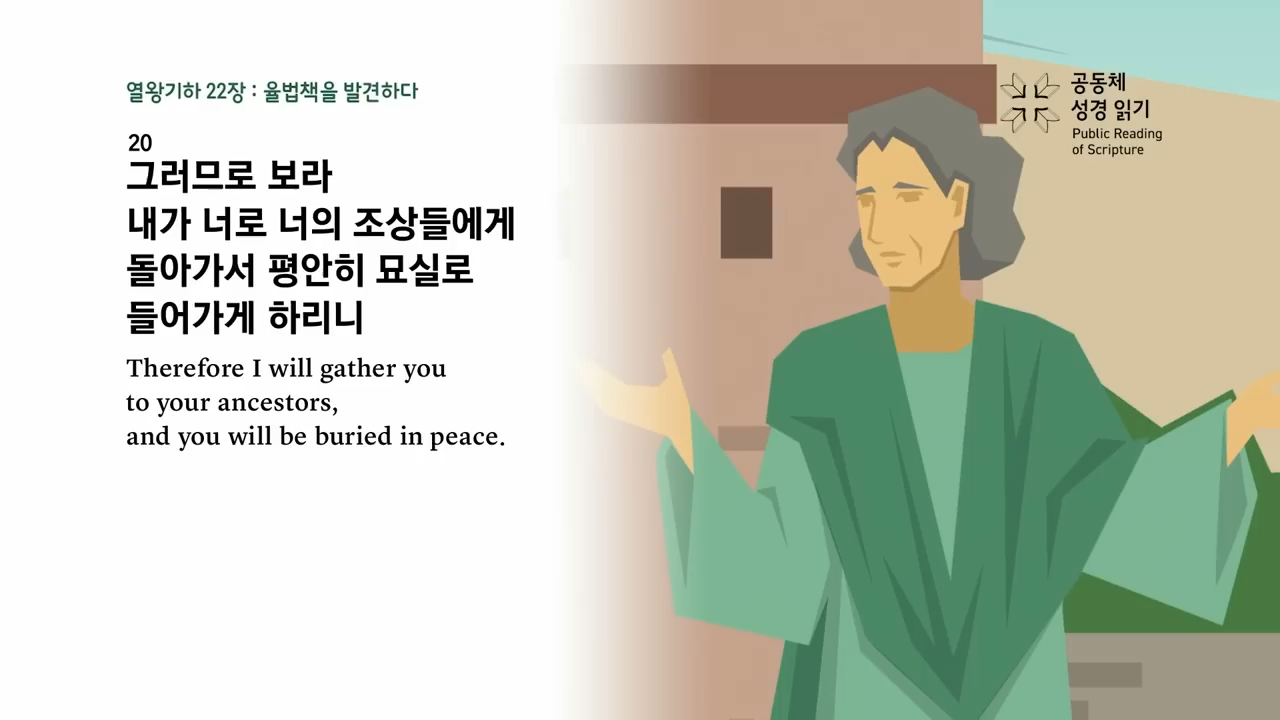 열왕기하 22장 : 율법책을 발견하다
20
그러므로 보라
내가 너로 너의 조상들에게
돌아가서 평안히 묘실로
들어가게 하리니
Therefore I will gather you
to your ancestors,
and you will be buried in peace.
공동체
성경 읽기
Public Reading
of Scripture